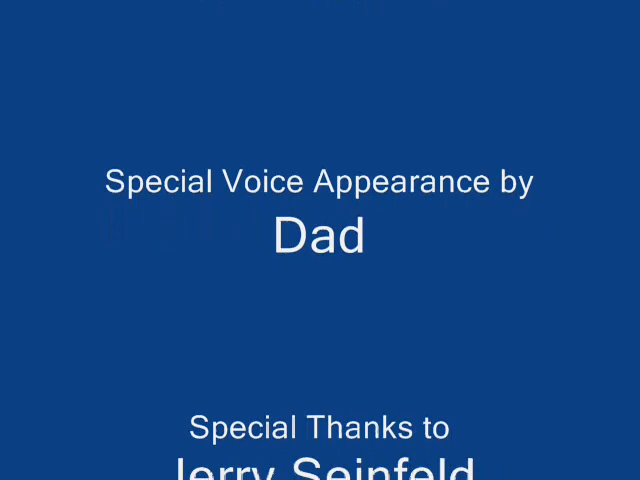 Special Voice Appearance by
Dad
Special Thanks to
Jerry Seinfeld